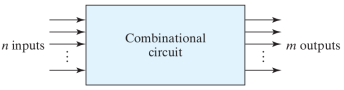 n inputs
Combinational
circuit
m outputs